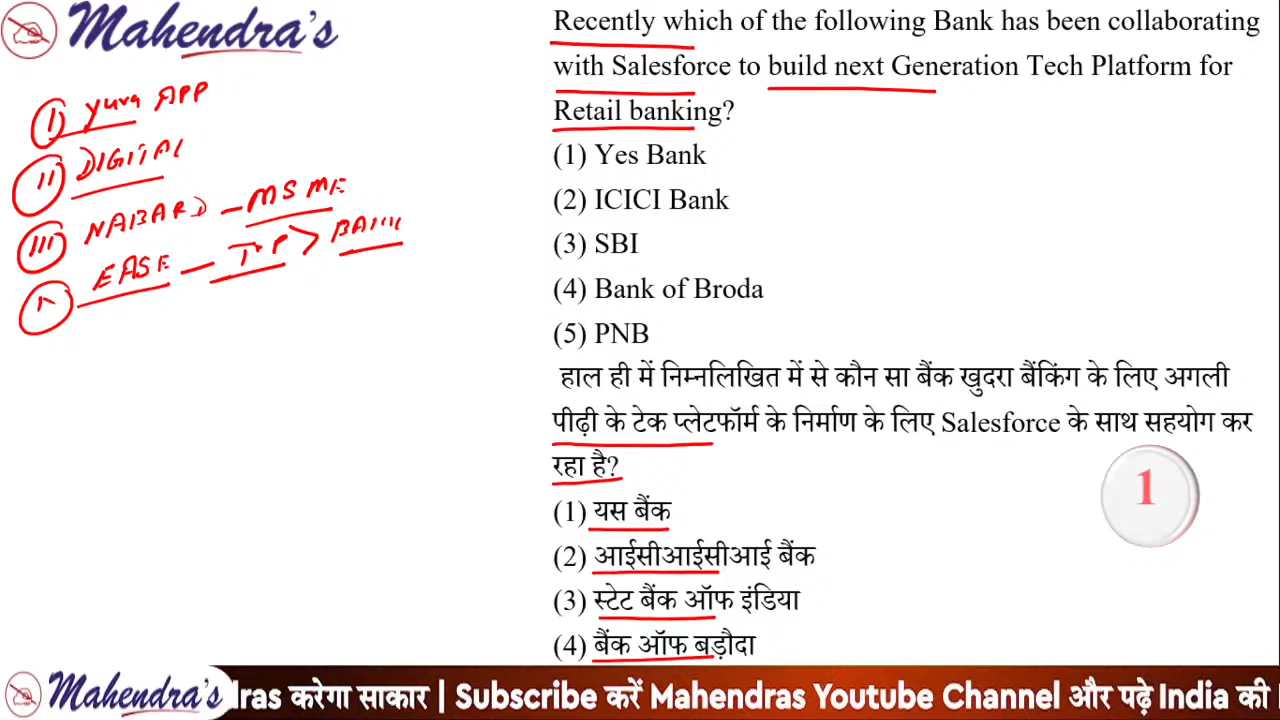 Mahendra's
I Yuva APP
II DIGITAL
III NABARD - MSME
EASE -
Recently which of the following Bank has been collaborating
with Salesforce to build next Generation Tech Platform for
Retail banking?
(1) Yes Bank
(2) ICICI Bank
(3) SBI
(4) Bank of Broda
(5) PNB
हाल ही में निम्नलिखित में से कौन सा बैंक खुदरा बैंकिंग के लिए अगली
पीढ़ी के टेक प्लेटफॉर्म के निर्माण के लिए Salesforce के साथ सहयोग कर
रहा है?
(1) यस बैंक
(2) आईसीआईसीआई बैंक
(3) स्टेट बैंक ऑफ इंडिया
(4) बैंक ऑफ बड़ौदा
1
Mahendra's
dras करेगा साकार | Subscribe करें Mahendras Youtube Channel और पढ़े India की